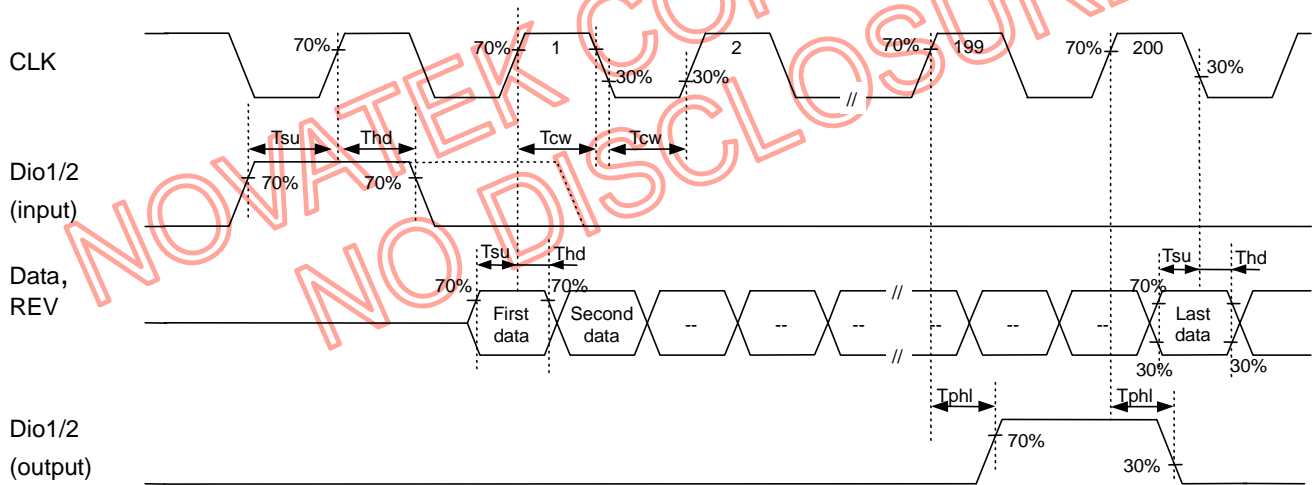 CLK
70%
70%
1
30%
30%
2
70%
199
70%
200
30%
//
Tsu
Thd
Tcw
Tcw
Dio1/2
(input)
70%
70%
Data,
REV
Tsu
Thd
70%
70%
First
data
Second
data
--
--
--
//
//
--
--
--
Tsu
Thd
70%
Last
data
30%
30%
Dio1/2
(output)
Tphl
Tphl
70%
30%
NOVATEK
NO DISCLOSURE